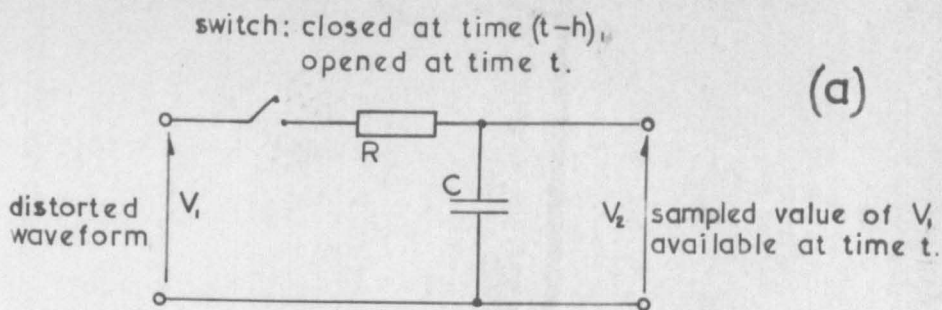 switch: closed at time (t-h),
opened at time t.
(a)
R
C
distorted
waveform
V₁
V₂
sampled value of V₁
available at time t.